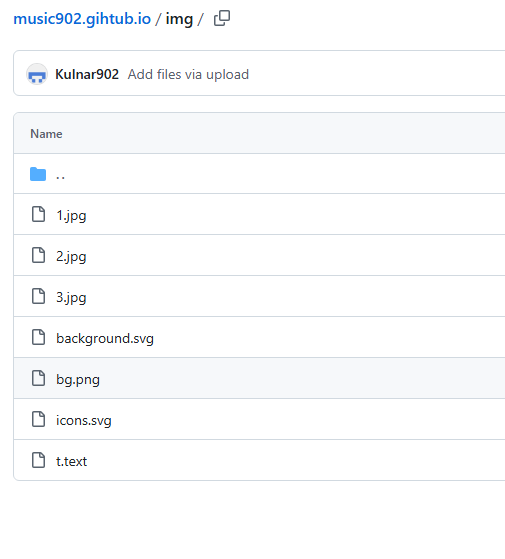 music902.gihtub.io / img /
Kulnar902 Add files via upload
Name
..
1.jpg
2.jpg
3.jpg
background.svg
bg.png
icons.svg
t.text